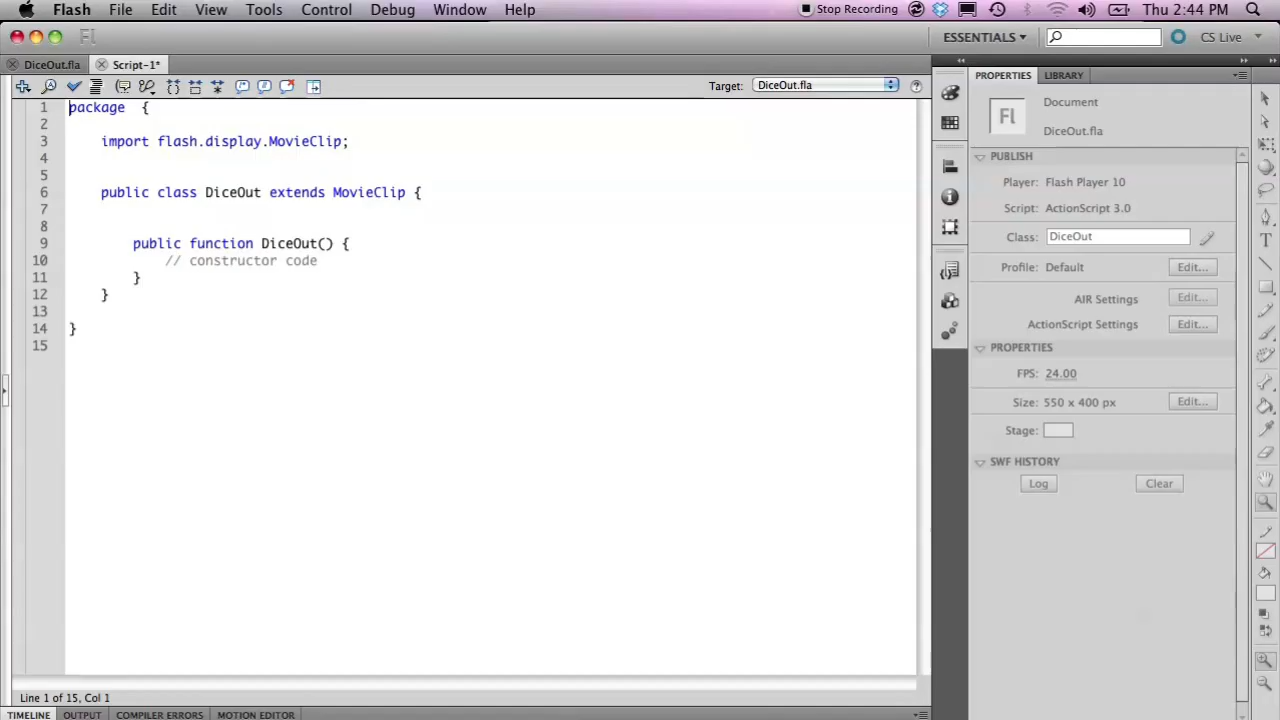 Flash File Edit View Tools Control Debug Window Help Stop Recording Thu 2:44 PM
Fl ESSENTIALS CS Live
DiceOut.fla Script-1*
Target: DiceOut.fla
1 package {
2
3 import flash.display.MovieClip;
4
5
6 public class DiceOut extends MovieClip {
7
8
9 public function DiceOut() {
10 // constructor code
11 }
12 }
13
14 }
15
Line 1 of 15, Col 1
TIMELINE OUTPUT COMPILER ERRORS MOTION EDITOR
PROPERTIES LIBRARY
Fl
Document
DiceOut.fla
PUBLISH
Player: Flash Player 10
Script: ActionScript 3.0
Class: DiceOut
Profile: Default Edit...
AIR Settings Edit...
ActionScript Settings Edit...
PROPERTIES
FPS: 24.00
Size: 550 x 400 px Edit...
Stage:
SWF HISTORY
Log Clear